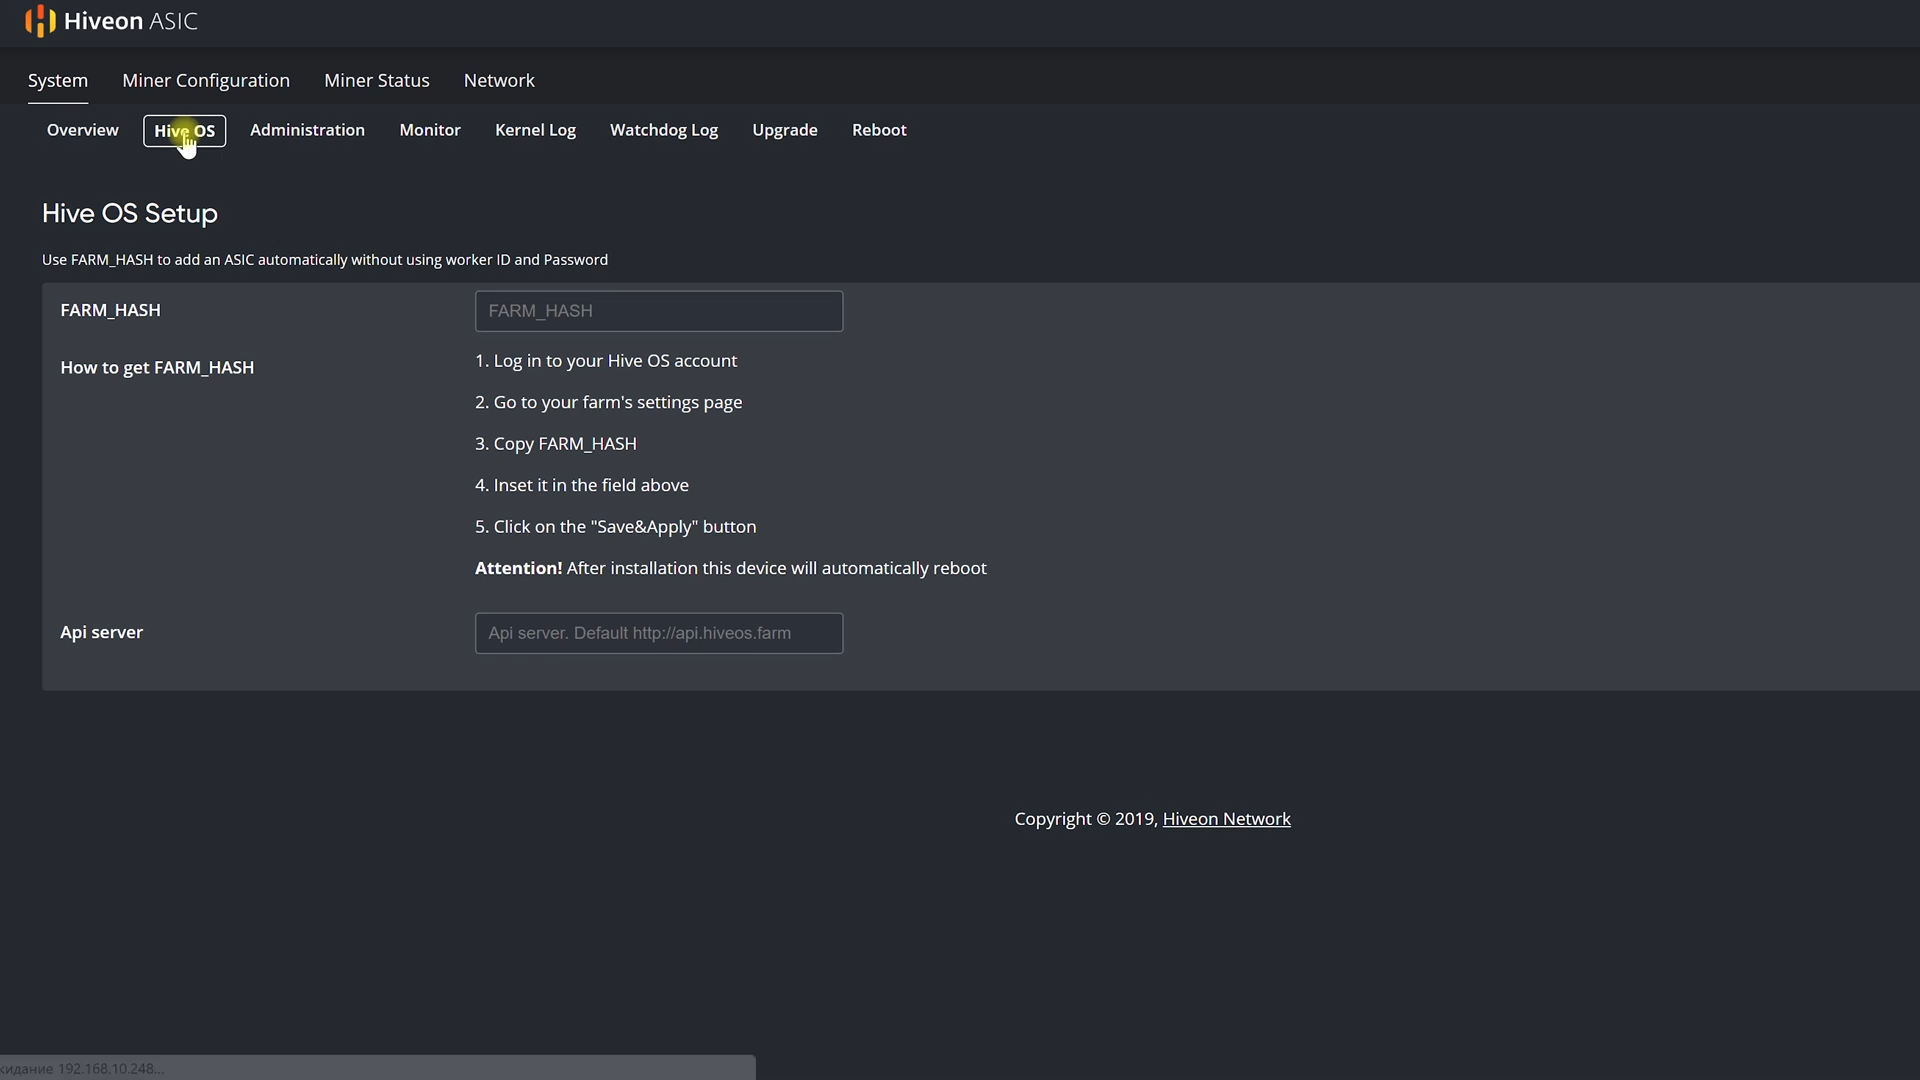 Hiveon ASIC
System Miner Configuration Miner Status Network
Overview Hive OS Administration Monitor Kernel Log Watchdog Log Upgrade Reboot
Hive OS Setup
Use FARM_HASH to add an ASIC automatically without using worker ID and Password
FARM_HASH FARM_HASH
How to get FARM_HASH 1. Log in to your Hive OS account
2. Go to your farm's settings page
3. Copy FARM_HASH
4. Inset it in the field above
5. Click on the "Save&Apply" button
Attention! After installation this device will automatically reboot
Api server Api server. Default http://api.hiveos.farm
Copyright © 2019, Hiveon Network
192.168.10.248...